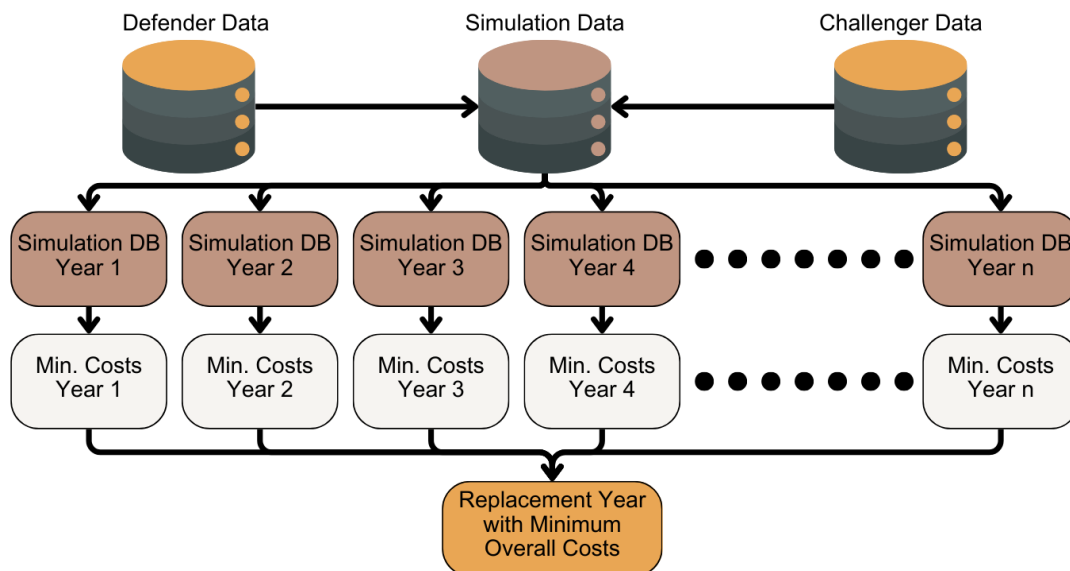 Defender Data
Simulation Data
Challenger Data
Simulation DB
Year 1
Simulation DB
Year 2
Simulation DB
Year 3
Simulation DB
Year 4
Simulation DB
Year n
Min. Costs
Year 1
Min. Costs
Year 2
Min. Costs
Year 3
Min. Costs
Year 4
Min. Costs
Year n
Replacement Year
with Minimum
Overall Costs